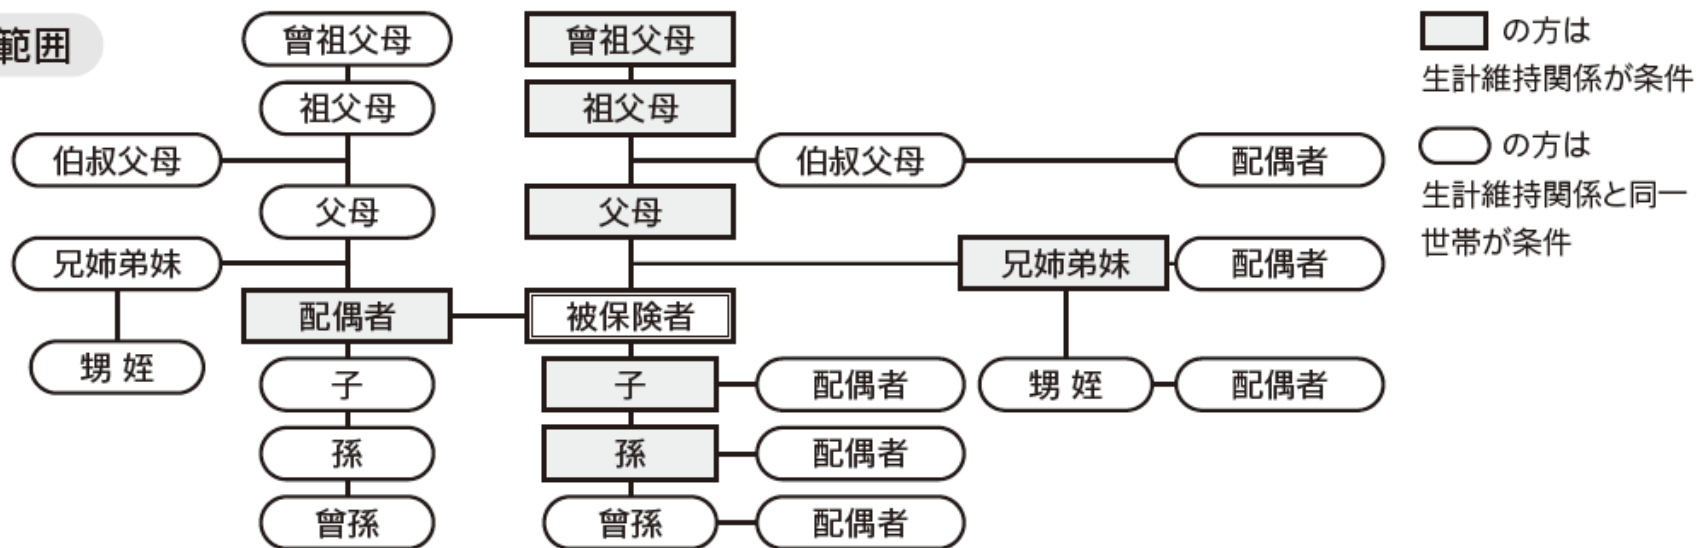 範囲
曾祖父母 曾祖父母
祖父母 祖父母
伯叔父母 伯叔父母 配偶者
父母 父母
兄姉弟妹 兄姉弟妹 配偶者
配偶者 被保険者
甥 姪 子 子 配偶者 甥 姪 配偶者
孫 孫 配偶者
曾孫 曾孫 配偶者
の方は
生計維持関係が条件
の方は
生計維持関係と同一
世帯が条件